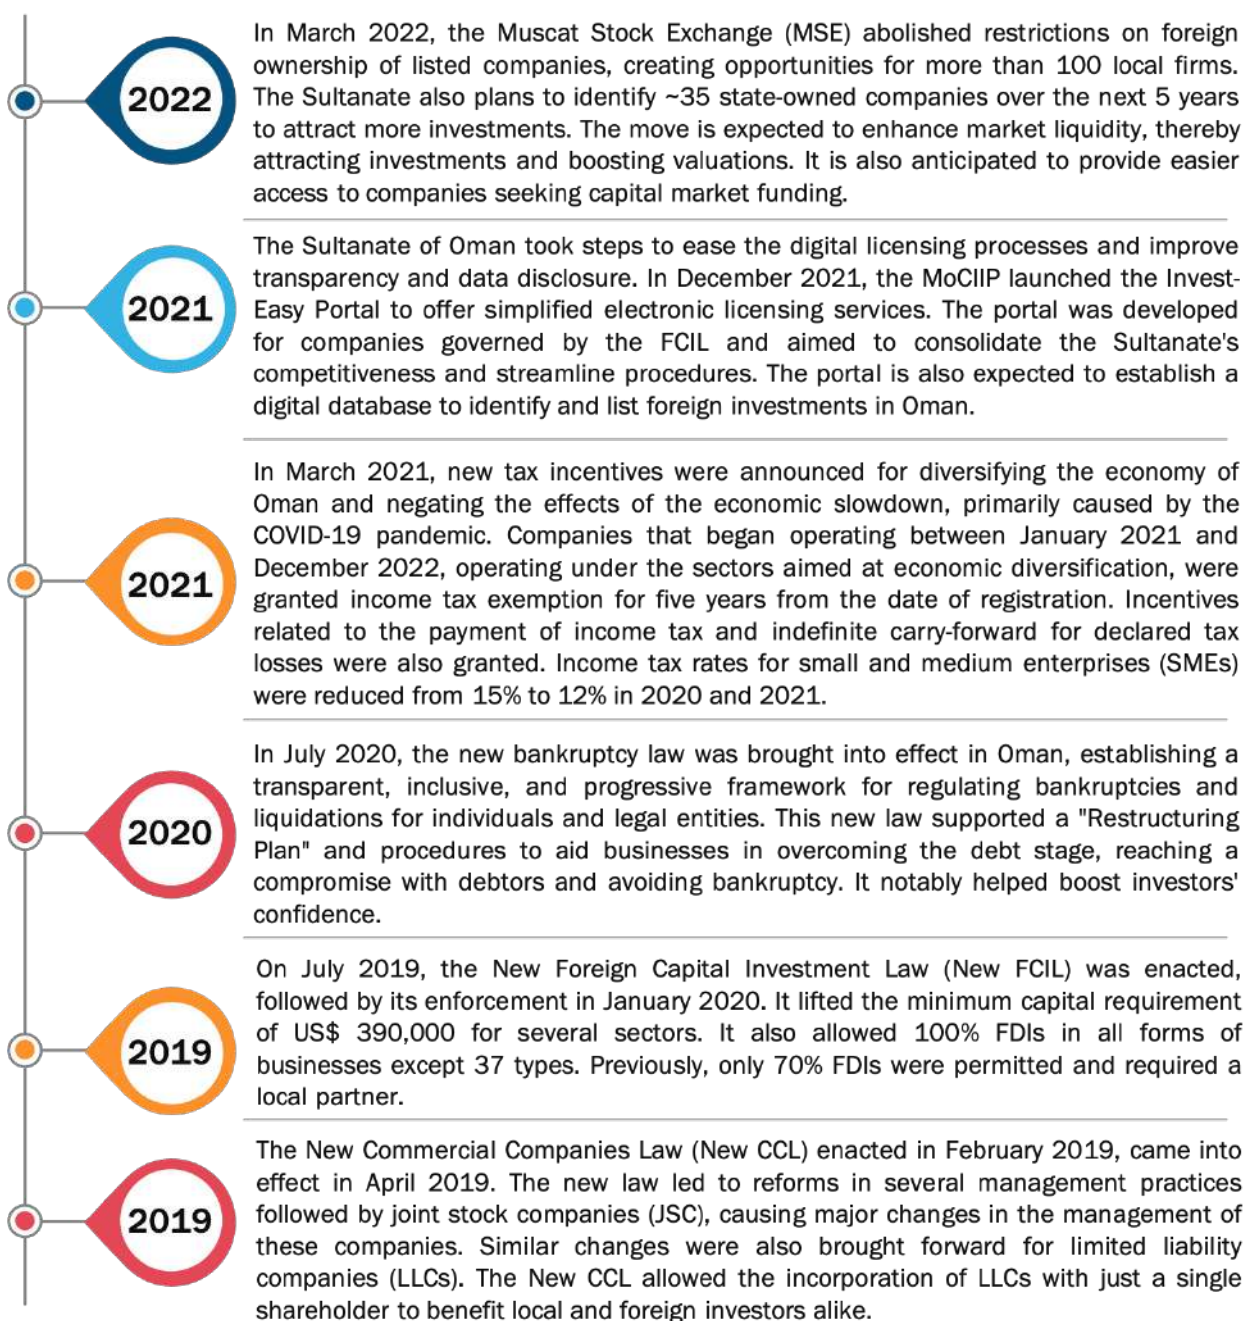 2022
In March 2022, the Muscat Stock Exchange (MSE) abolished restrictions on foreign
ownership of listed companies, creating opportunities for more than 100 local firms.
The Sultanate also plans to identify ~35 state-owned companies over the next 5 years
to attract more investments. The move is expected to enhance market liquidity, thereby
attracting investments and boosting valuations. It is also anticipated to provide easier
access to companies seeking capital market funding.
2021
The Sultanate of Oman took steps to ease the digital licensing processes and improve
transparency and data disclosure. In December 2021, the MoCIIP launched the Invest-
Easy Portal to offer simplified electronic licensing services. The portal was developed
for companies governed by the FCIL and aimed to consolidate the Sultanate's
competitiveness and streamline procedures. The portal is also expected to establish a
digital database to identify and list foreign investments in Oman.
2021
In March 2021, new tax incentives were announced for diversifying the economy of
Oman and negating the effects of the economic slowdown, primarily caused by the
COVID-19 pandemic. Companies that began operating between January 2021 and
December 2022, operating under the sectors aimed at economic diversification, were
granted income tax exemption for five years from the date of registration. Incentives
related to the payment of income tax and indefinite carry-forward for declared tax
losses were also granted. Income tax rates for small and medium enterprises (SMEs)
were reduced from 15% to 12% in 2020 and 2021.
2020
In July 2020, the new bankruptcy law was brought into effect in Oman, establishing a
transparent, inclusive, and progressive framework for regulating bankruptcies and
liquidations for individuals and legal entities. This new law supported a "Restructuring
Plan" and procedures to aid businesses in overcoming the debt stage, reaching a
compromise with debtors and avoiding bankruptcy. It notably helped boost investors'
confidence.
2019
On July 2019, the New Foreign Capital Investment Law (New FCIL) was enacted,
followed by its enforcement in January 2020. It lifted the minimum capital requirement
of US$ 390,000 for several sectors. It also allowed 100% FDIs in all forms of
businesses except 37 types. Previously, only 70% FDIs were permitted and required a
local partner.
2019
The New Commercial Companies Law (New CCL) enacted in February 2019, came into
effect in April 2019. The new law led to reforms in several management practices
followed by joint stock companies (JSC), causing major changes in the management of
these companies. Similar changes were also brought forward for limited liability
companies (LLCs). The New CCL allowed the incorporation of LLCs with just a single
shareholder to benefit local and foreign investors alike.